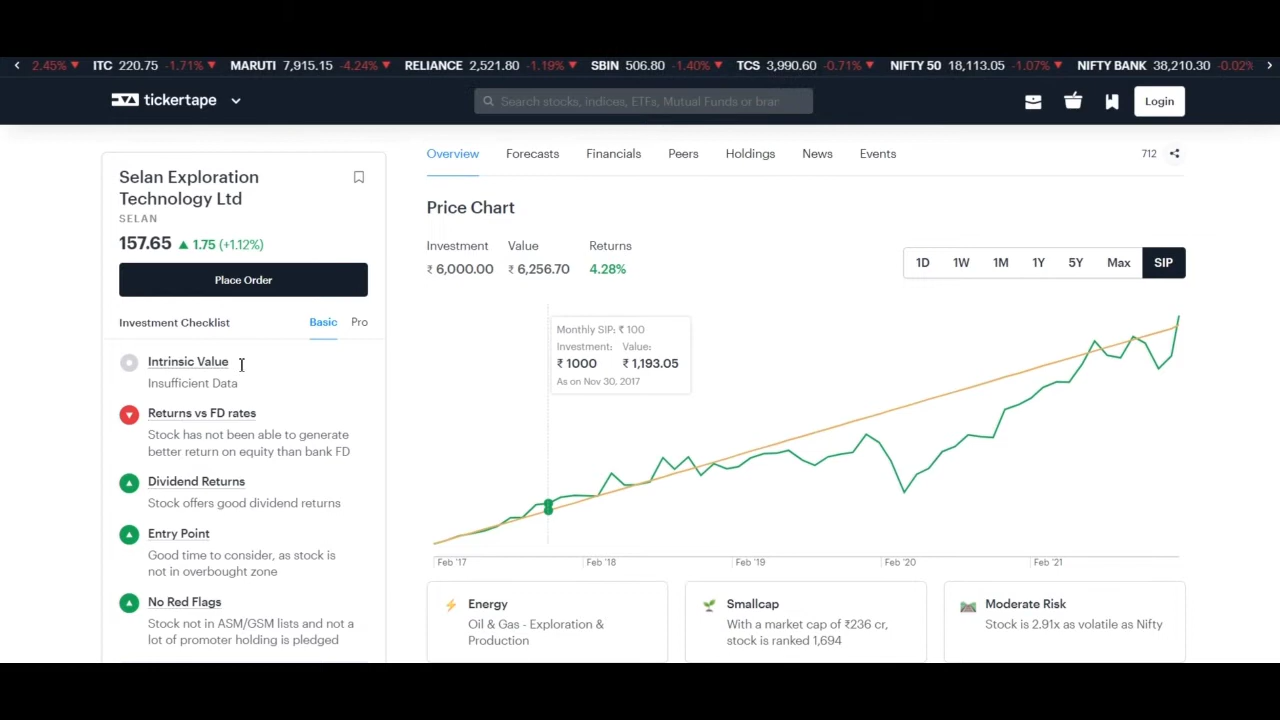 2.45% ▼ ITC 220.75 -1.71% ▼ MARUTI 7,915.15 -4.24% ▼ RELIANCE 2,521.80 -1.19% ▼ SBIN 506.80 -1.40% ▼ TCS 3,990.60 -0.71% ▼ NIFTY 50 18,113.05 -1.07% ▼ NIFTY BANK 38,210.30 -0.02%
tickertape
Search stocks, indices, ETFs, Mutual Funds or bran
Login
Selan Exploration
Technology Ltd
SELAN
157.65 ▲ 1.75 (+1.12%)
Place Order
Investment Checklist Basic Pro
Intrinsic Value
Insufficient Data
Returns vs FD rates
Stock has not been able to generate
better return on equity than bank FD
Dividend Returns
Stock offers good dividend returns
Entry Point
Good time to consider, as stock is
not in overbought zone
No Red Flags
Stock not in ASM/GSM lists and not a
lot of promoter holding is pledged
Overview Forecasts Financials Peers Holdings News Events 712
Price Chart
Investment Value Returns
₹ 6,000.00 ₹ 6,256.70 4.28%
1D 1W 1M 1Y 5Y Max SIP
Monthly SIP: ₹ 100
Investment: Value:
₹ 1000 ₹ 1,193.05
As on Nov 30, 2017
Feb '17 Feb '18 Feb '19 Feb '20 Feb '21
Energy
Oil & Gas - Exploration &
Production
Smallcap
With a market cap of ₹236 cr,
stock is ranked 1,694
Moderate Risk
Stock is 2.91x as volatile as Nifty